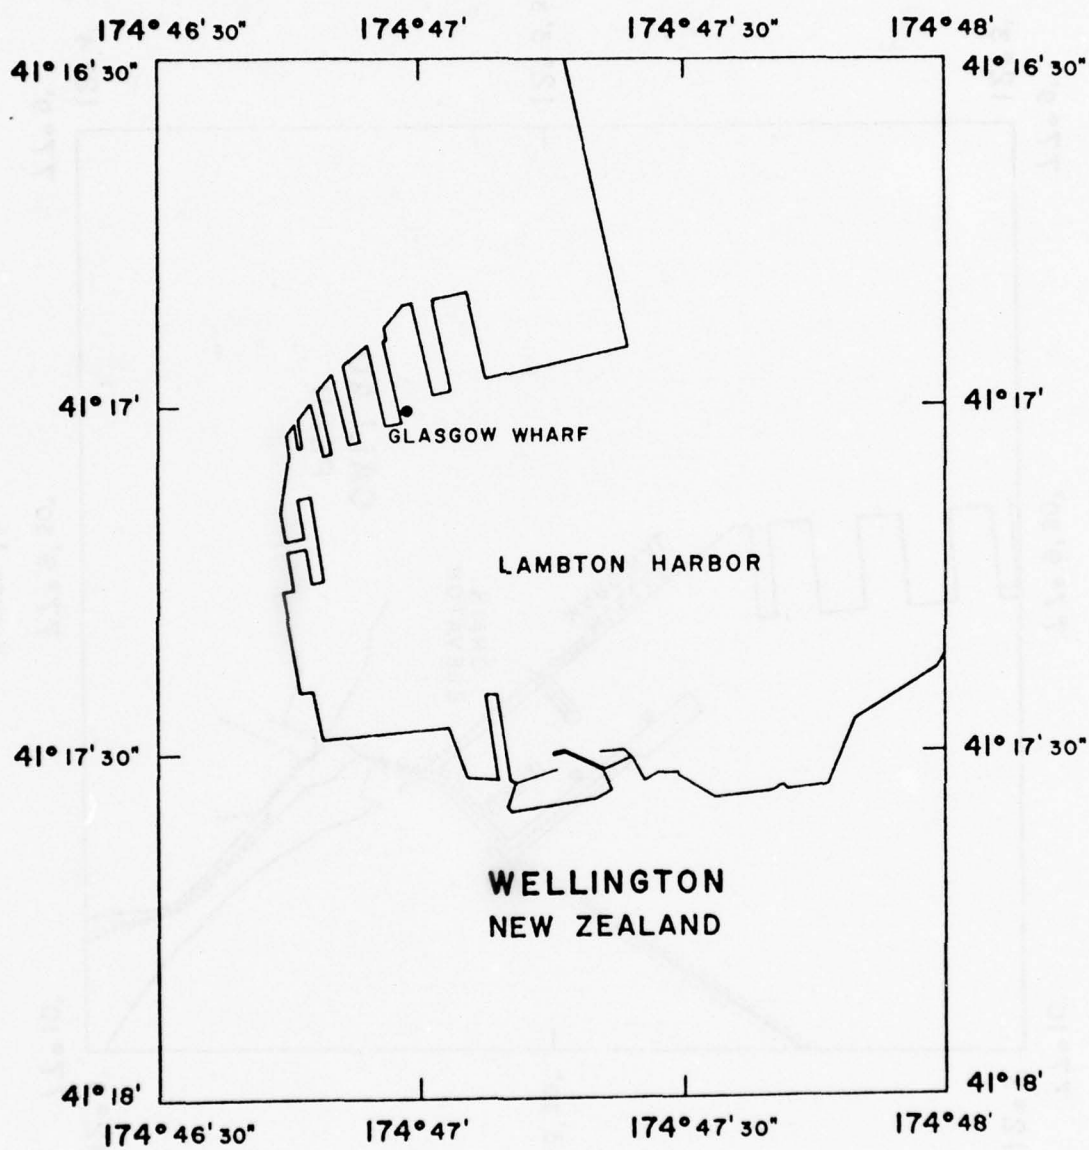 174° 46' 30" 174° 47' 174° 47' 30" 174° 48'
41° 16' 30" 41° 16' 30"
41° 17' 41° 17'
GLASGOW WHARF
LAMBTON HARBOR
41° 17' 30" 41° 17' 30"
WELLINGTON
NEW ZEALAND
41° 18' 41° 18'
174° 46' 30" 174° 47' 174° 47' 30" 174° 48'